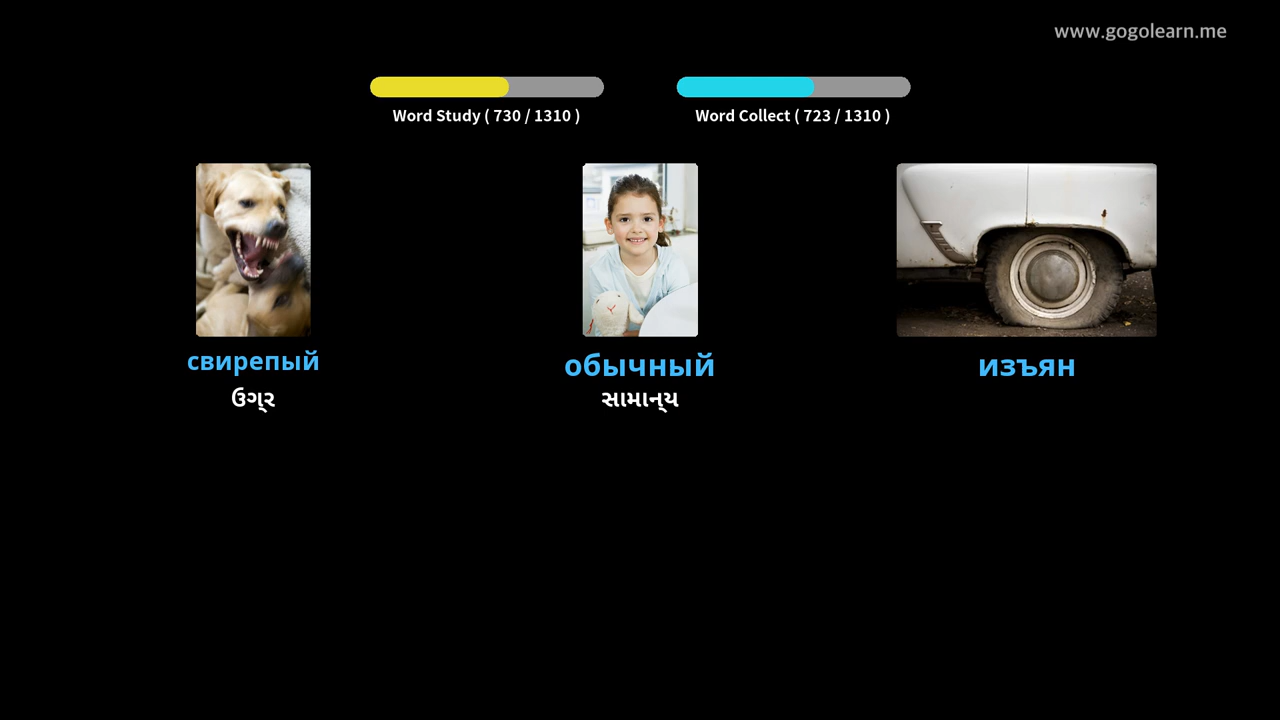 www.gogolearn.me
Word Study ( 730 / 1310 )
Word Collect ( 723 / 1310 )
свирепый
обычный
изъян
ઉગ્ર
સામાન્ય